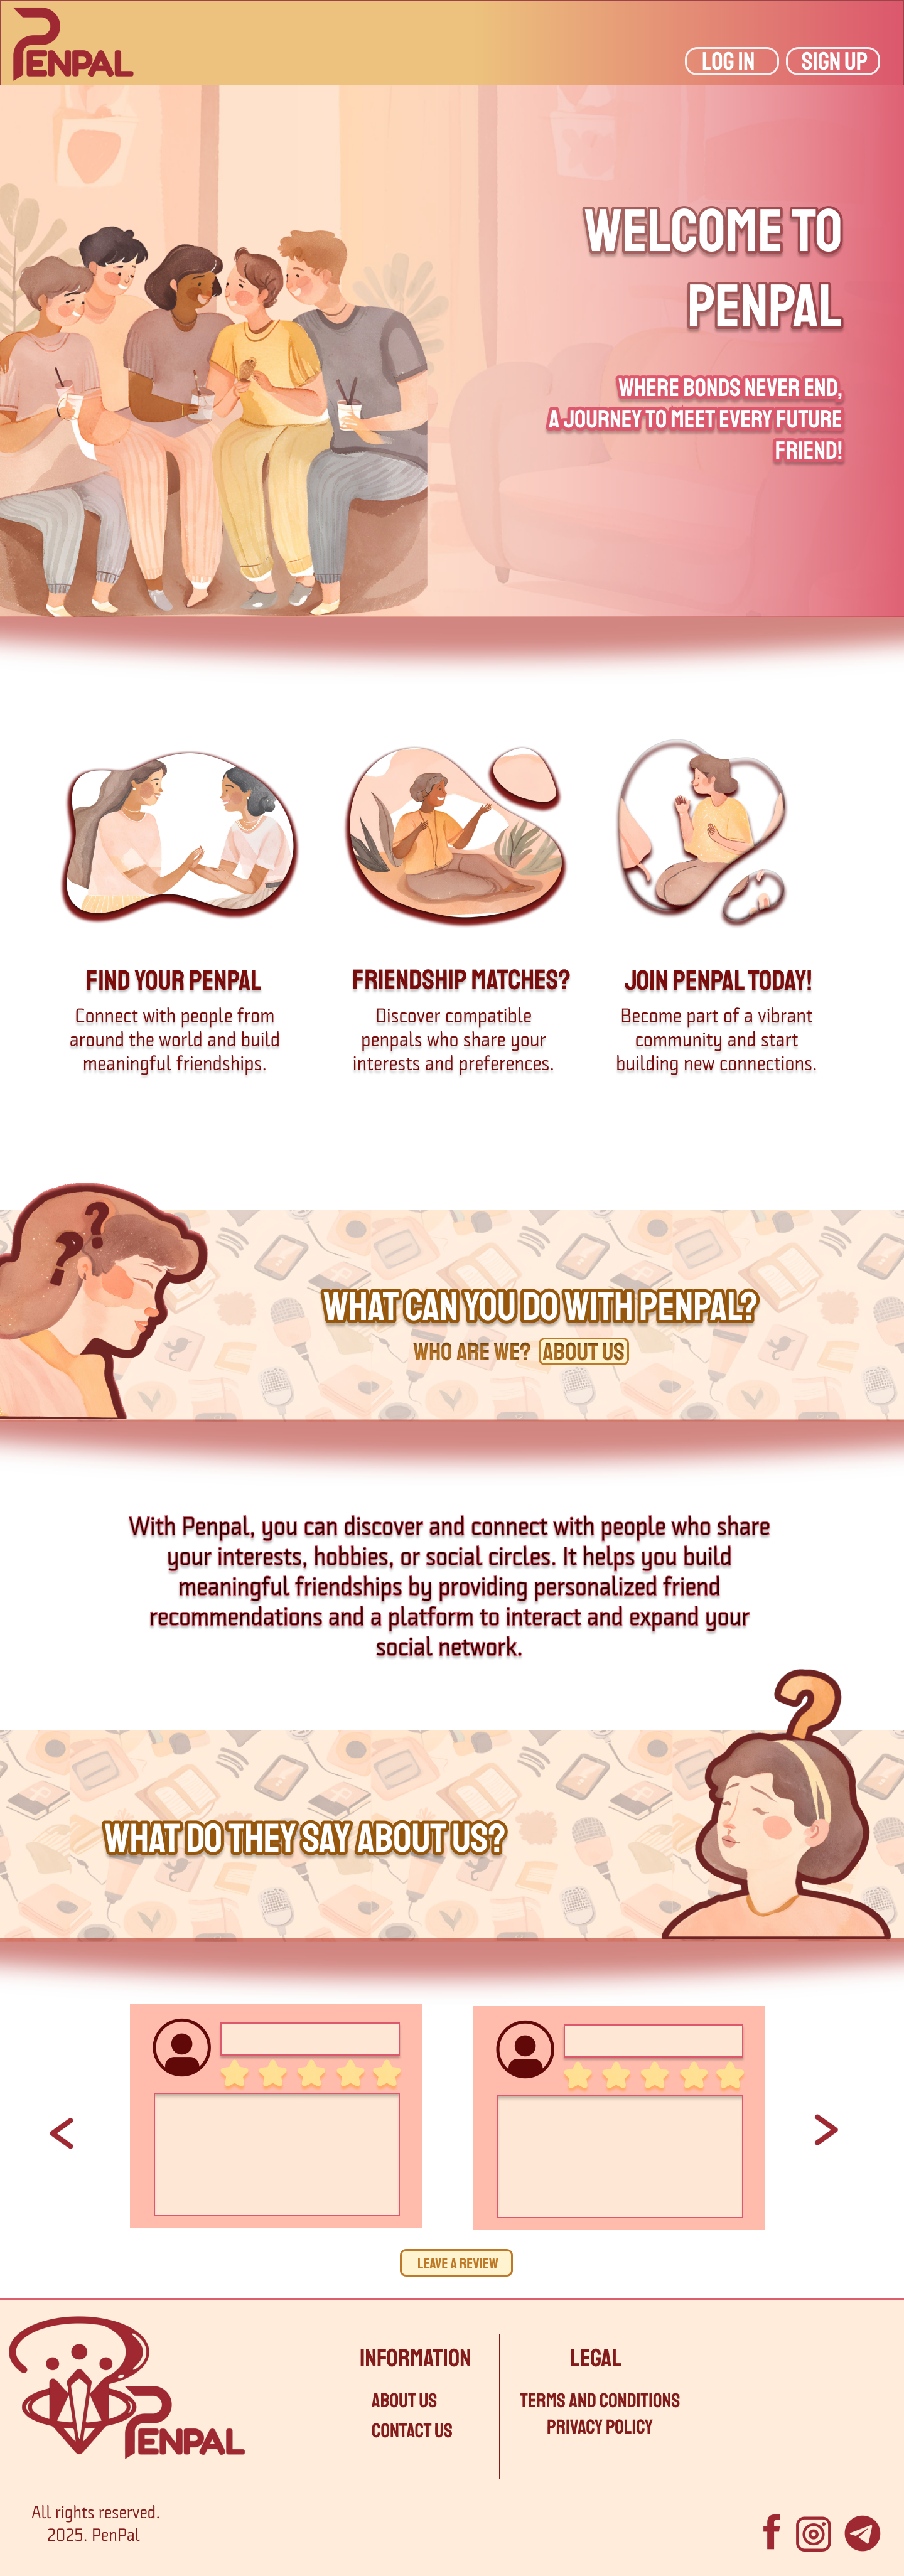 PENPAL
LOG IN
SIGN UP
WELCOME TO
PENPAL
WHERE BONDS NEVER END,
A JOURNEY TO MEET EVERY FUTURE
FRIEND!
FIND YOUR PENPAL
Connect with people from
around the world and build
meaningful friendships.
FRIENDSHIP MATCHES?
Discover compatible
penpals who share your
interests and preferences.
JOIN PENPAL TODAY!
Become part of a vibrant
community and start
building new connections.
? ?
WHAT CAN YOU DO WITH PENPAL?
WHO ARE WE? ABOUT US
With Penpal, you can discover and connect with people who share
your interests, hobbies, or social circles. It helps you build
meaningful friendships by providing personalized friend
recommendations and a platform to interact and expand your
social network.
?
WHAT DO THEY SAY ABOUT US?
<
>
LEAVE A REVIEW
PENPAL
INFORMATION
ABOUT US
CONTACT US
LEGAL
TERMS AND CONDITIONS
PRIVACY POLICY
All rights reserved.
2025. PenPal
f